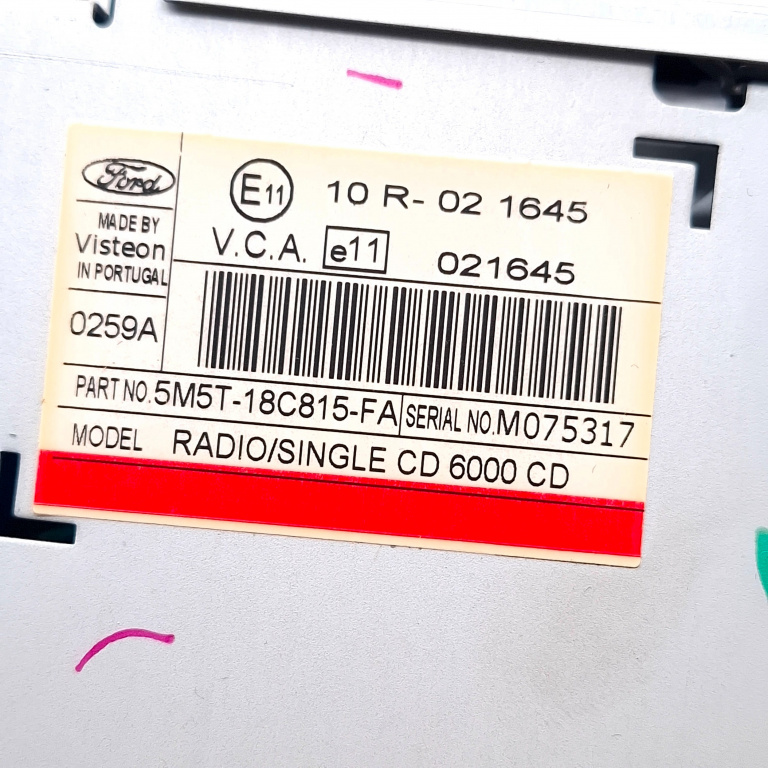 Ford
MADE BY
Visteon
IN PORTUGAL
0259A
E11 10 R- 02 1645
V.C.A. e11 021645
PART NO. 5M5T-18C815-FA SERIAL NO. M075317
MODEL RADIO/SINGLE CD 6000 CD